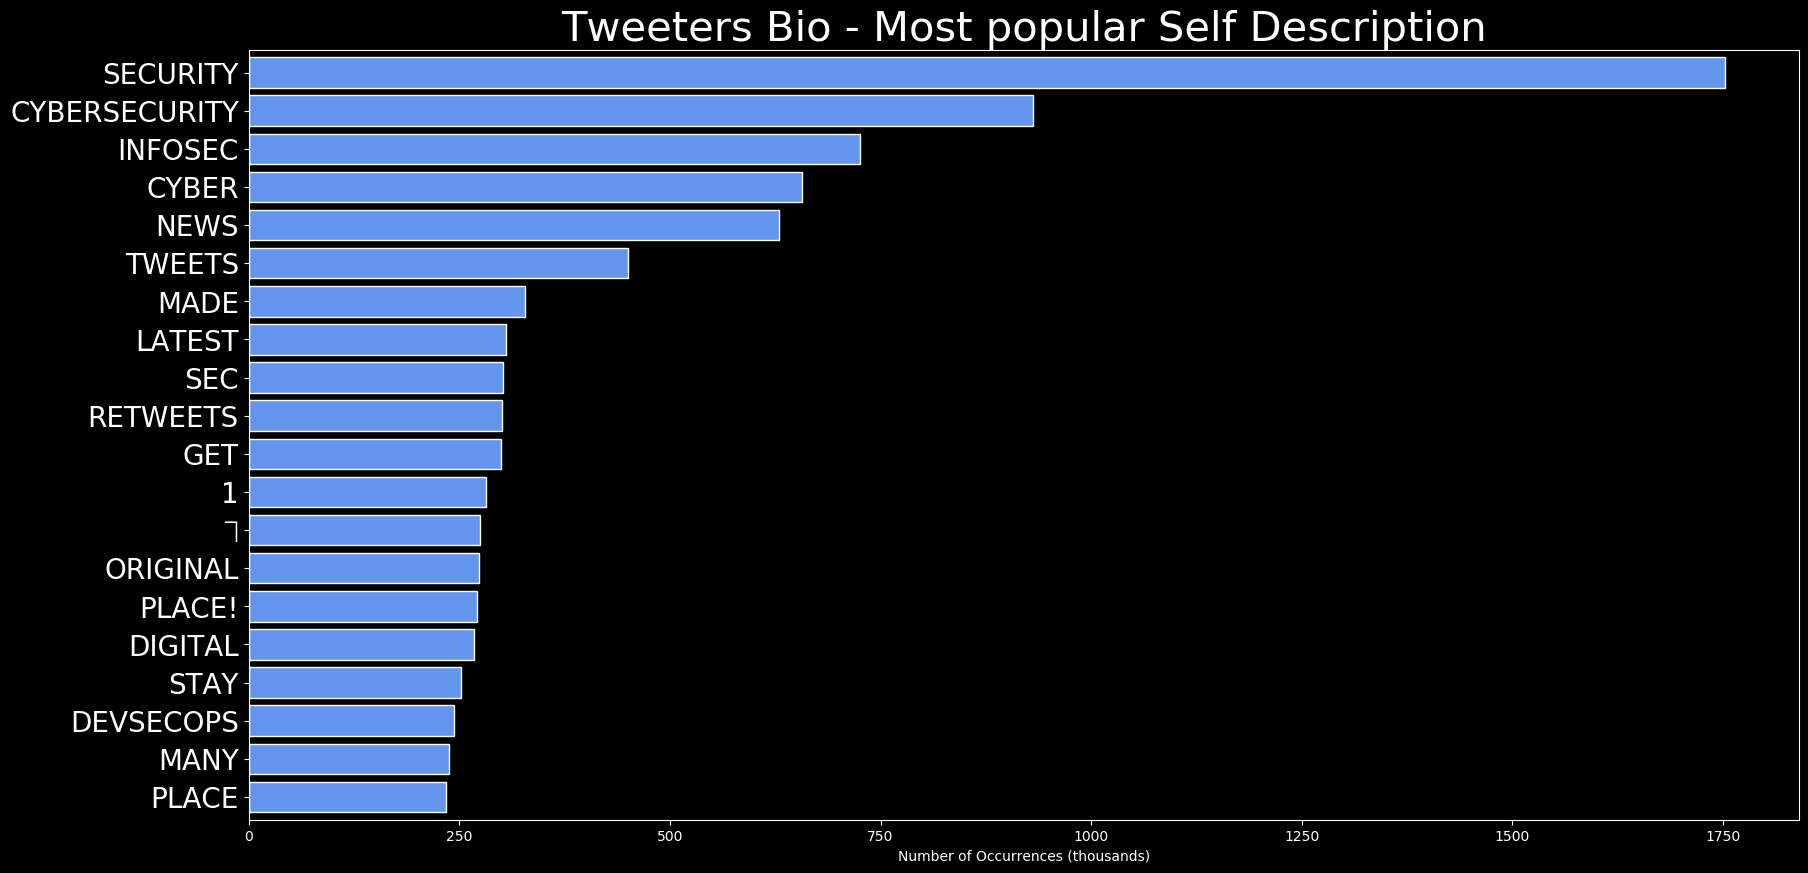 Tweeters Bio - Most popular Self Description
SECURITY
CYBERSECURITY
INFOSEC
CYBER
NEWS
TWEETS
MADE
LATEST
SEC
RETWEETS
GET
1
ORIGINAL
PLACE!
DIGITAL
STAY
DEVSECOPS
MANY
PLACE
0 250 500 750 1000 1250 1500 1750
Number of Occurrences (thousands)